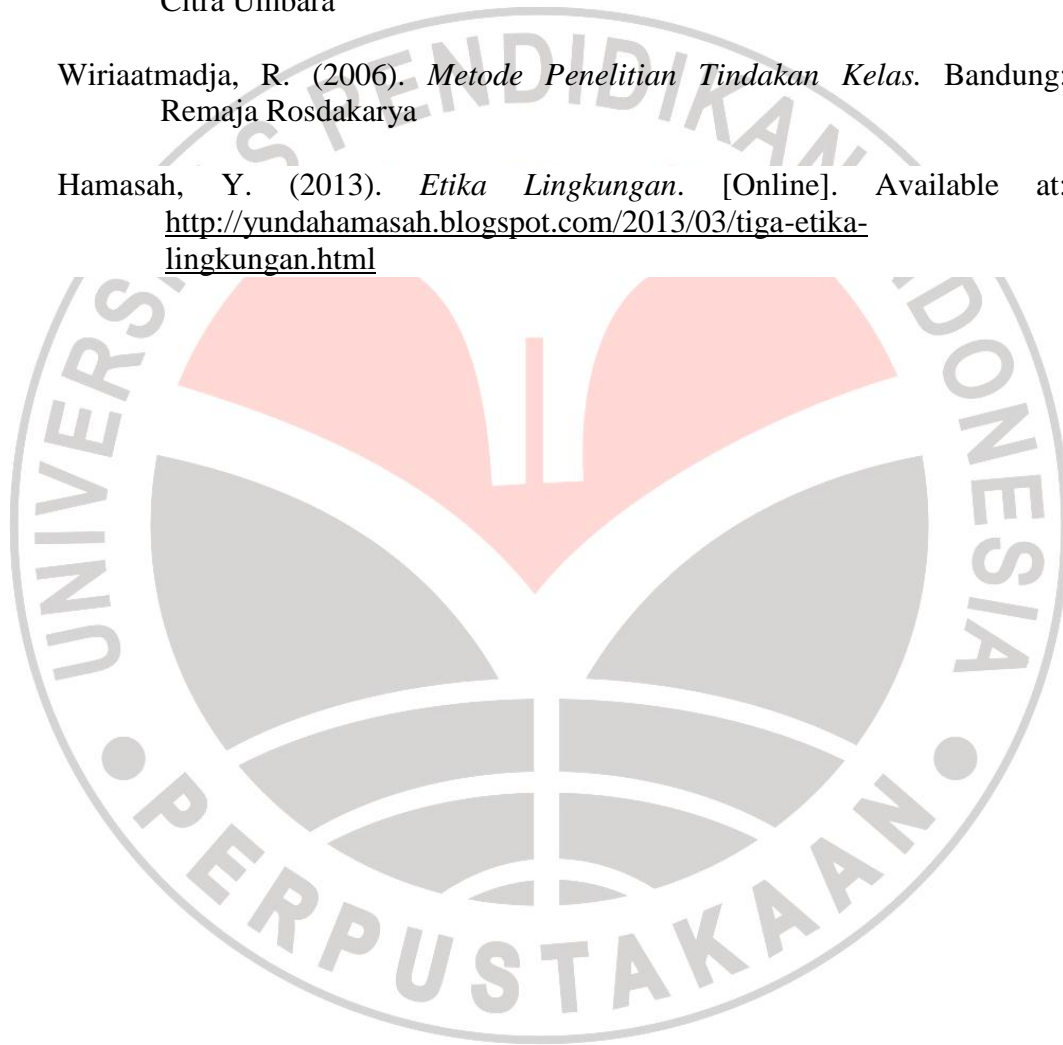 Citra Umbara
Wiriaatmadja, R. (2006). Metode Penelitian Tindakan Kelas. Bandung:
Remaja Rosdakarya
Hamasah, Y. (2013). Etika Lingkungan. [Online]. Available at:
http://yundahamasah.blogspot.com/2013/03/tiga-etika-
lingkungan.html
UNIVERSI S PENDIDIKAN INDONESIA
PERPUSTAKAAN